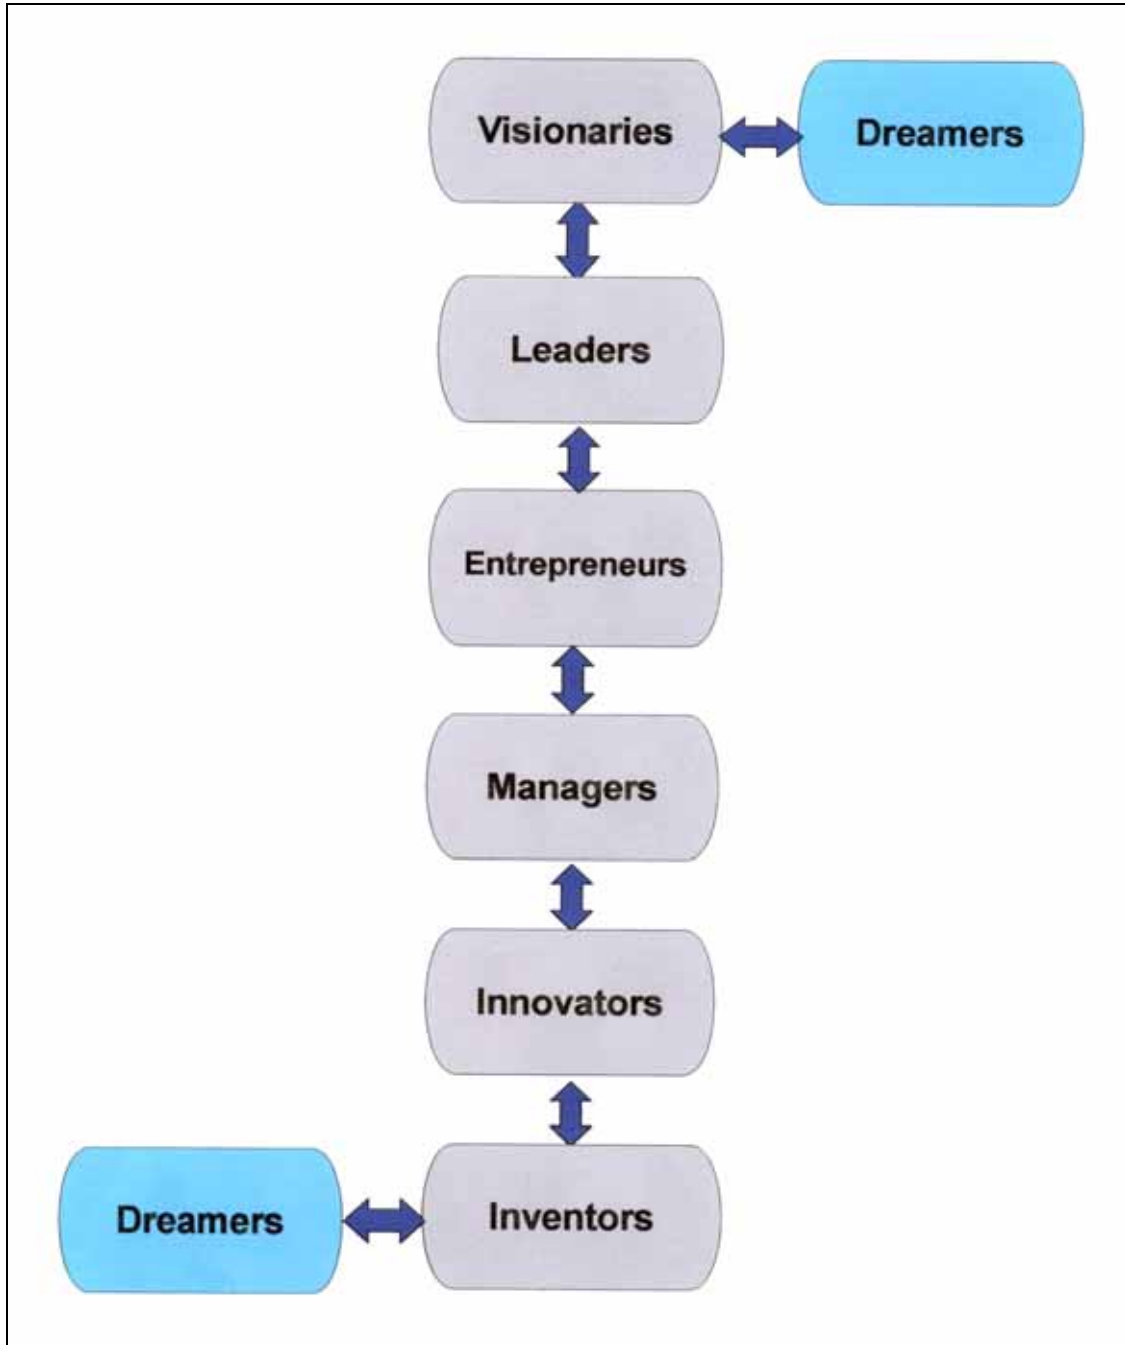 Visionaries
Dreamers
Leaders
Entrepreneurs
Managers
Innovators
Dreamers
Inventors